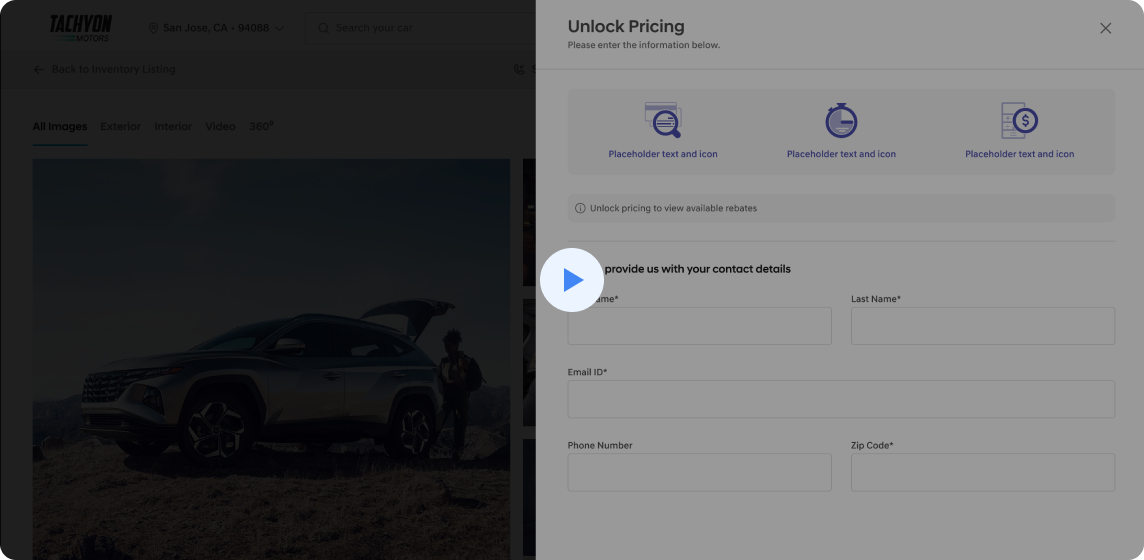 TACHYON
MOTORS
San Jose, CA • 94088
Search your car
Back to Inventory Listing
All Images
Exterior
Interior
Video
360°
Unlock Pricing
Please enter the information below.
Placeholder text and icon
Placeholder text and icon
Placeholder text and icon
Unlock pricing to view available rebates
provide us with your contact details
Last Name*
Email ID*
Phone Number
Zip Code*